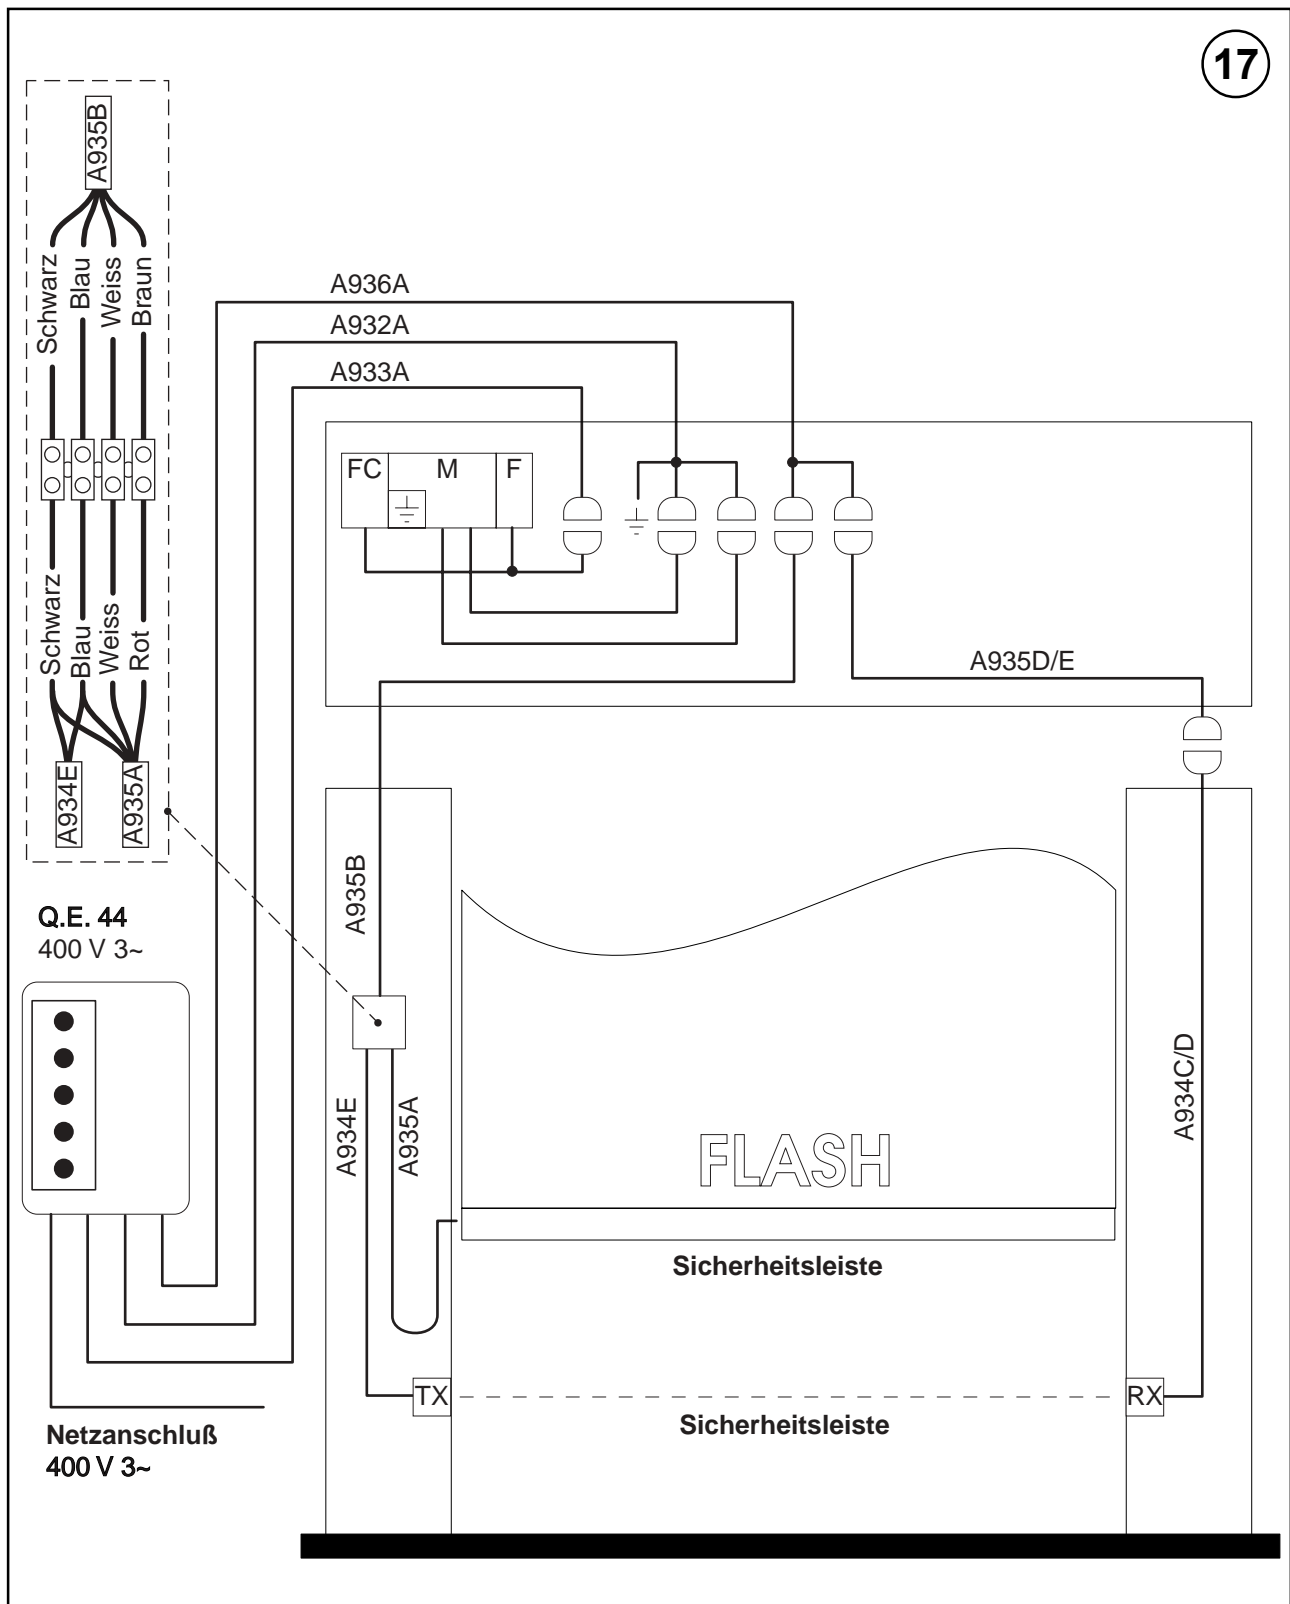 17
A935B
Schwarz
Blau
Weiss
Braun
Schwarz
Blau
Weiss
Rot
A934E
A935A
A936A
A932A
A933A
FC
M
F
A935D/E
A935B
Q.E. 44
400 V 3~
A934E
A935A
A934C/D
FLASH
Sicherheitsleiste
TX
RX
Sicherheitsleiste
Netzanschluß
400 V 3~